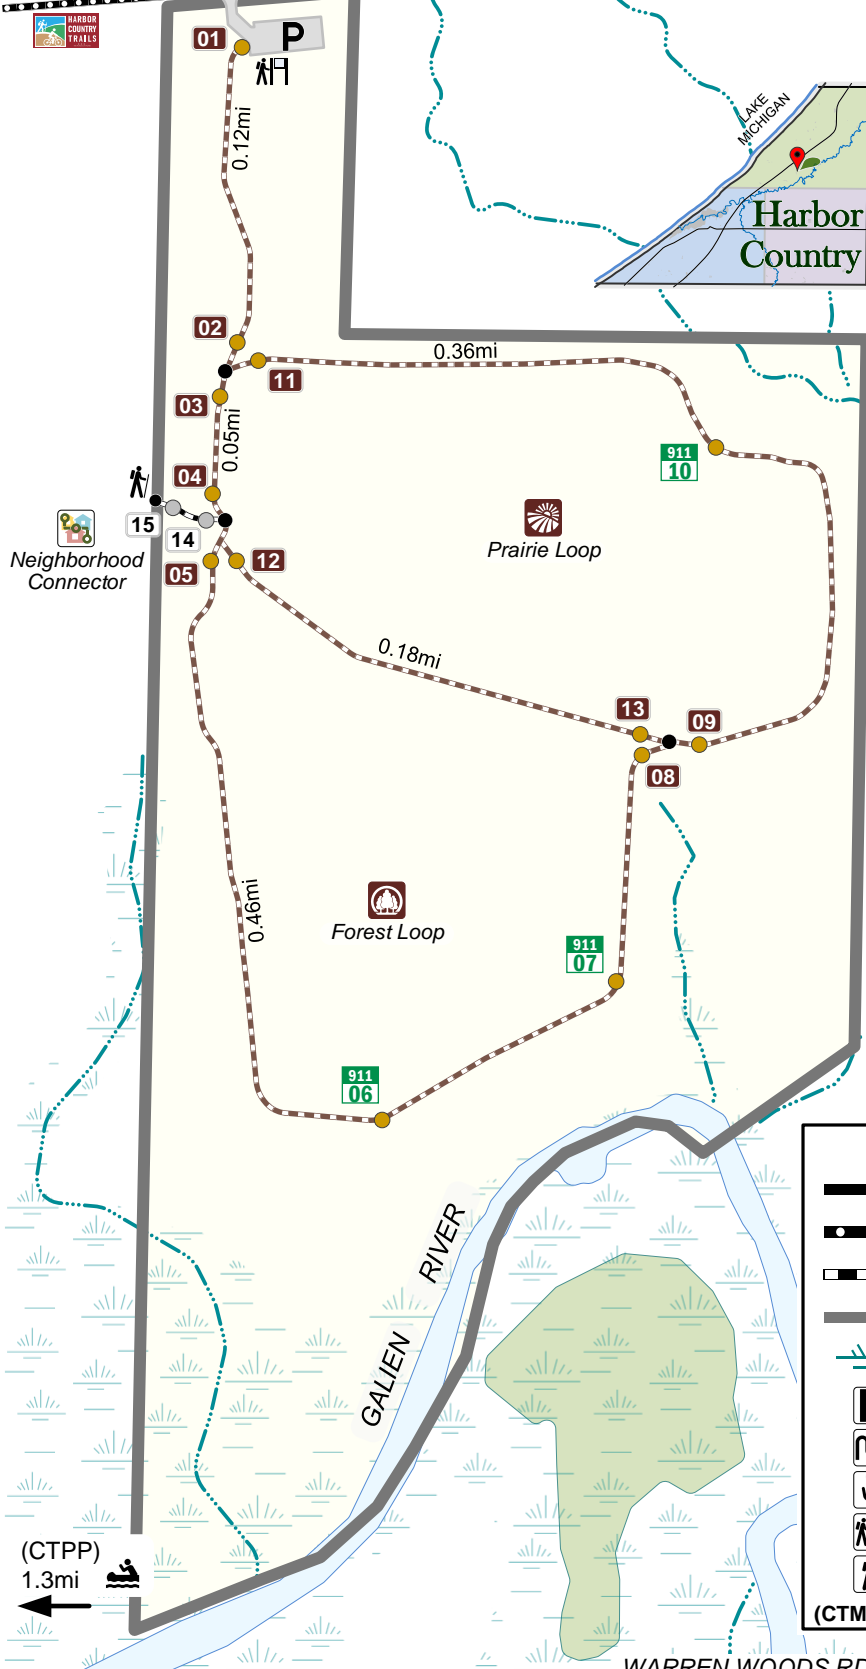 HARBOR
COUNTRY
TRAILS
01
P
0.12mi
LAKE
MICHIGAN
Harbor
Country
02
0.36mi
11
03
0.05mi
04
911
10
15
14
Neighborhood
Connector
Prairie Loop
05
12
0.18mi
13
09
08
0.46mi
Forest Loop
911
07
911
06
GALIEN RIVER
(CTPP)
1.3mi
(CTM
WARREN WOODS RD